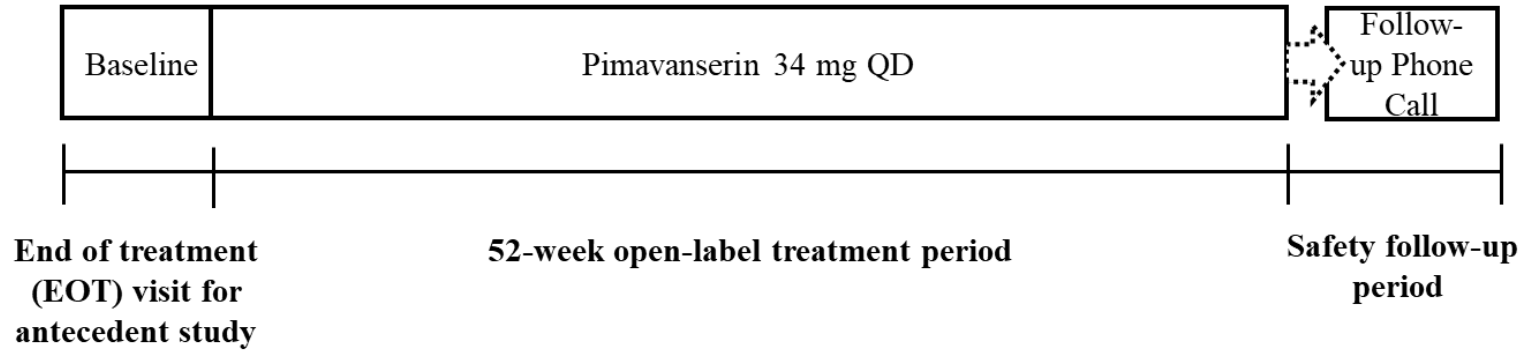 Baseline
Pimavanserin 34 mg QD
Follow-
up Phone
Call
End of treatment
(EOT) visit for
antecedent study
52-week open-label treatment period
Safety follow-up
period